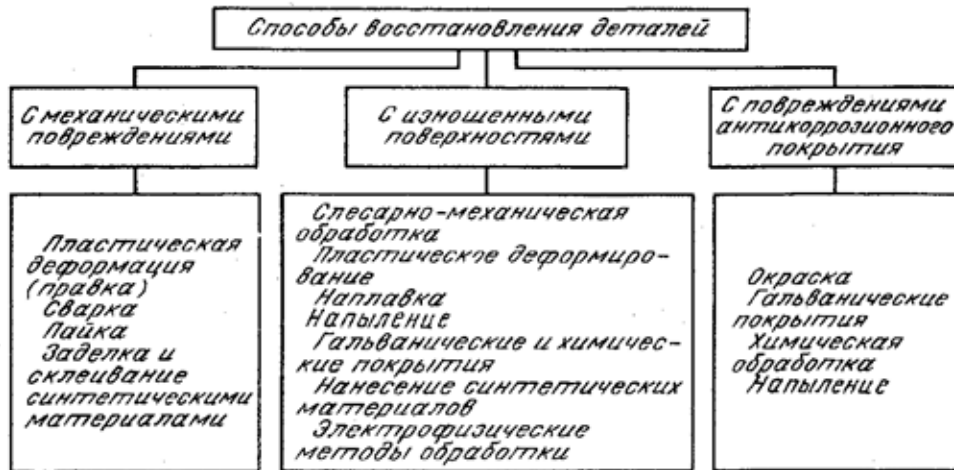 Способы восстановления деталей
С механическими
повреждениями
С изношенными
поверхностями
С повреждениями
антикоррозионного
покрытия
Пластическая
деформация
(правка)
Сварка
Пайка
Заделка и
склеивание
синтетическими
материалами
Слесарно-механическая
обработка
Пластическое деформиро-
вание
Наплавка
Напыление
Гальванические и химичес-
кие покрытия
Нанесение синтетических
материалов
Электрофизические
методы обработки
Окраска
Гальванические
покрытия
Химическая
обработка
Напыление